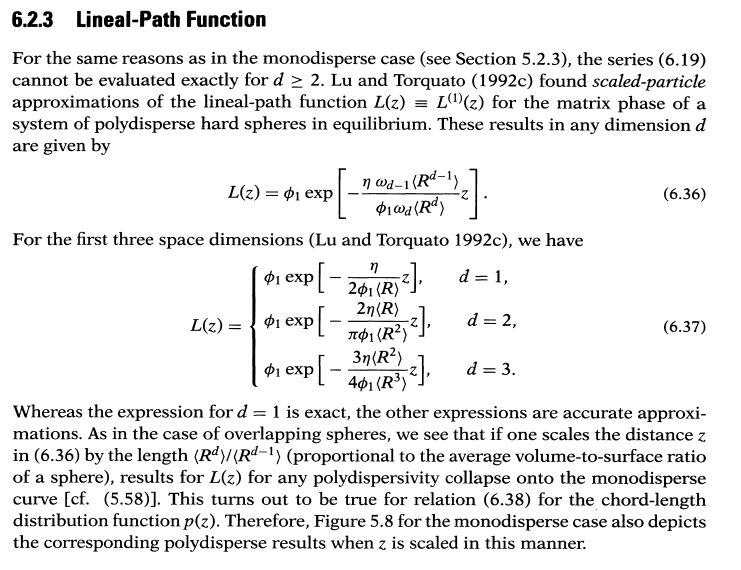 6.2.3 Lineal-Path Function
For the same reasons as in the monodisperse case (see Section 5.2.3), the series (6.19)
cannot be evaluated exactly for d ≥ 2. Lu and Torquato (1992c) found scaled-particle
approximations of the lineal-path function L(z) ≡ L^(1)(z) for the matrix phase of a
system of polydisperse hard spheres in equilibrium. These results in any dimension d
are given by
L(z) = ϕ₁ exp[ − (η ω_{d−1}⟨R^{d−1}⟩)/(ϕ₁ω_d⟨R^d⟩) z ]. (6.36)
For the first three space dimensions (Lu and Torquato 1992c), we have
L(z) = {
ϕ₁ exp[ − η/(2ϕ₁⟨R⟩) z ], d = 1,
ϕ₁ exp[ − 2η⟨R⟩/(πϕ₁⟨R²⟩) z ], d = 2, (6.37)
ϕ₁ exp[ − 3η⟨R²⟩/(4ϕ₁⟨R³⟩) z ], d = 3.
Whereas the expression for d = 1 is exact, the other expressions are accurate approxi-
mations. As in the case of overlapping spheres, we see that if one scales the distance z
in (6.36) by the length ⟨R^d⟩/⟨R^{d−1}⟩ (proportional to the average volume-to-surface ratio
of a sphere), results for L(z) for any polydispersivity collapse onto the monodisperse
curve [cf. (5.58)]. This turns out to be true for relation (6.38) for the chord-length
distribution function p(z). Therefore, Figure 5.8 for the monodisperse case also depicts
the corresponding polydisperse results when z is scaled in this manner.